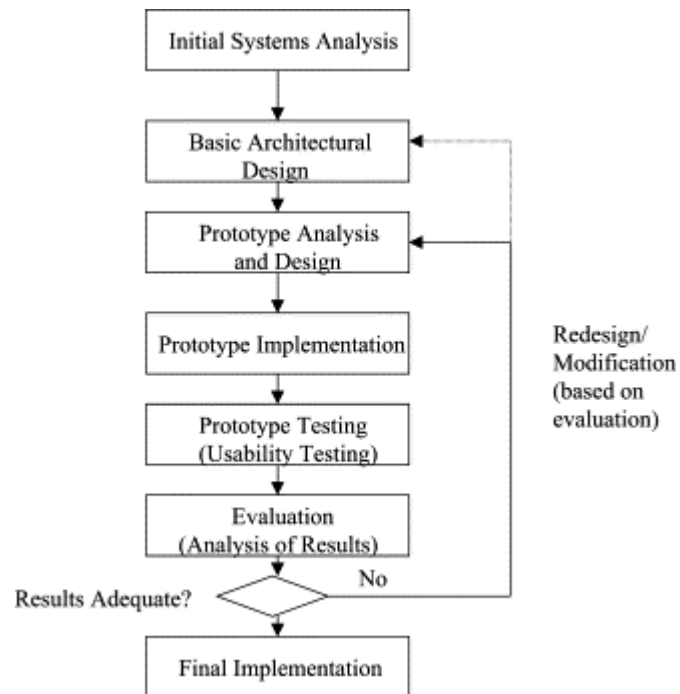 Initial Systems Analysis
Basic Architectural
Design
Prototype Analysis
and Design
Prototype Implementation
Redesign/
Modification
(based on
evaluation)
Prototype Testing
(Usability Testing)
Evaluation
(Analysis of Results)
No
Results Adequate?
Final Implementation